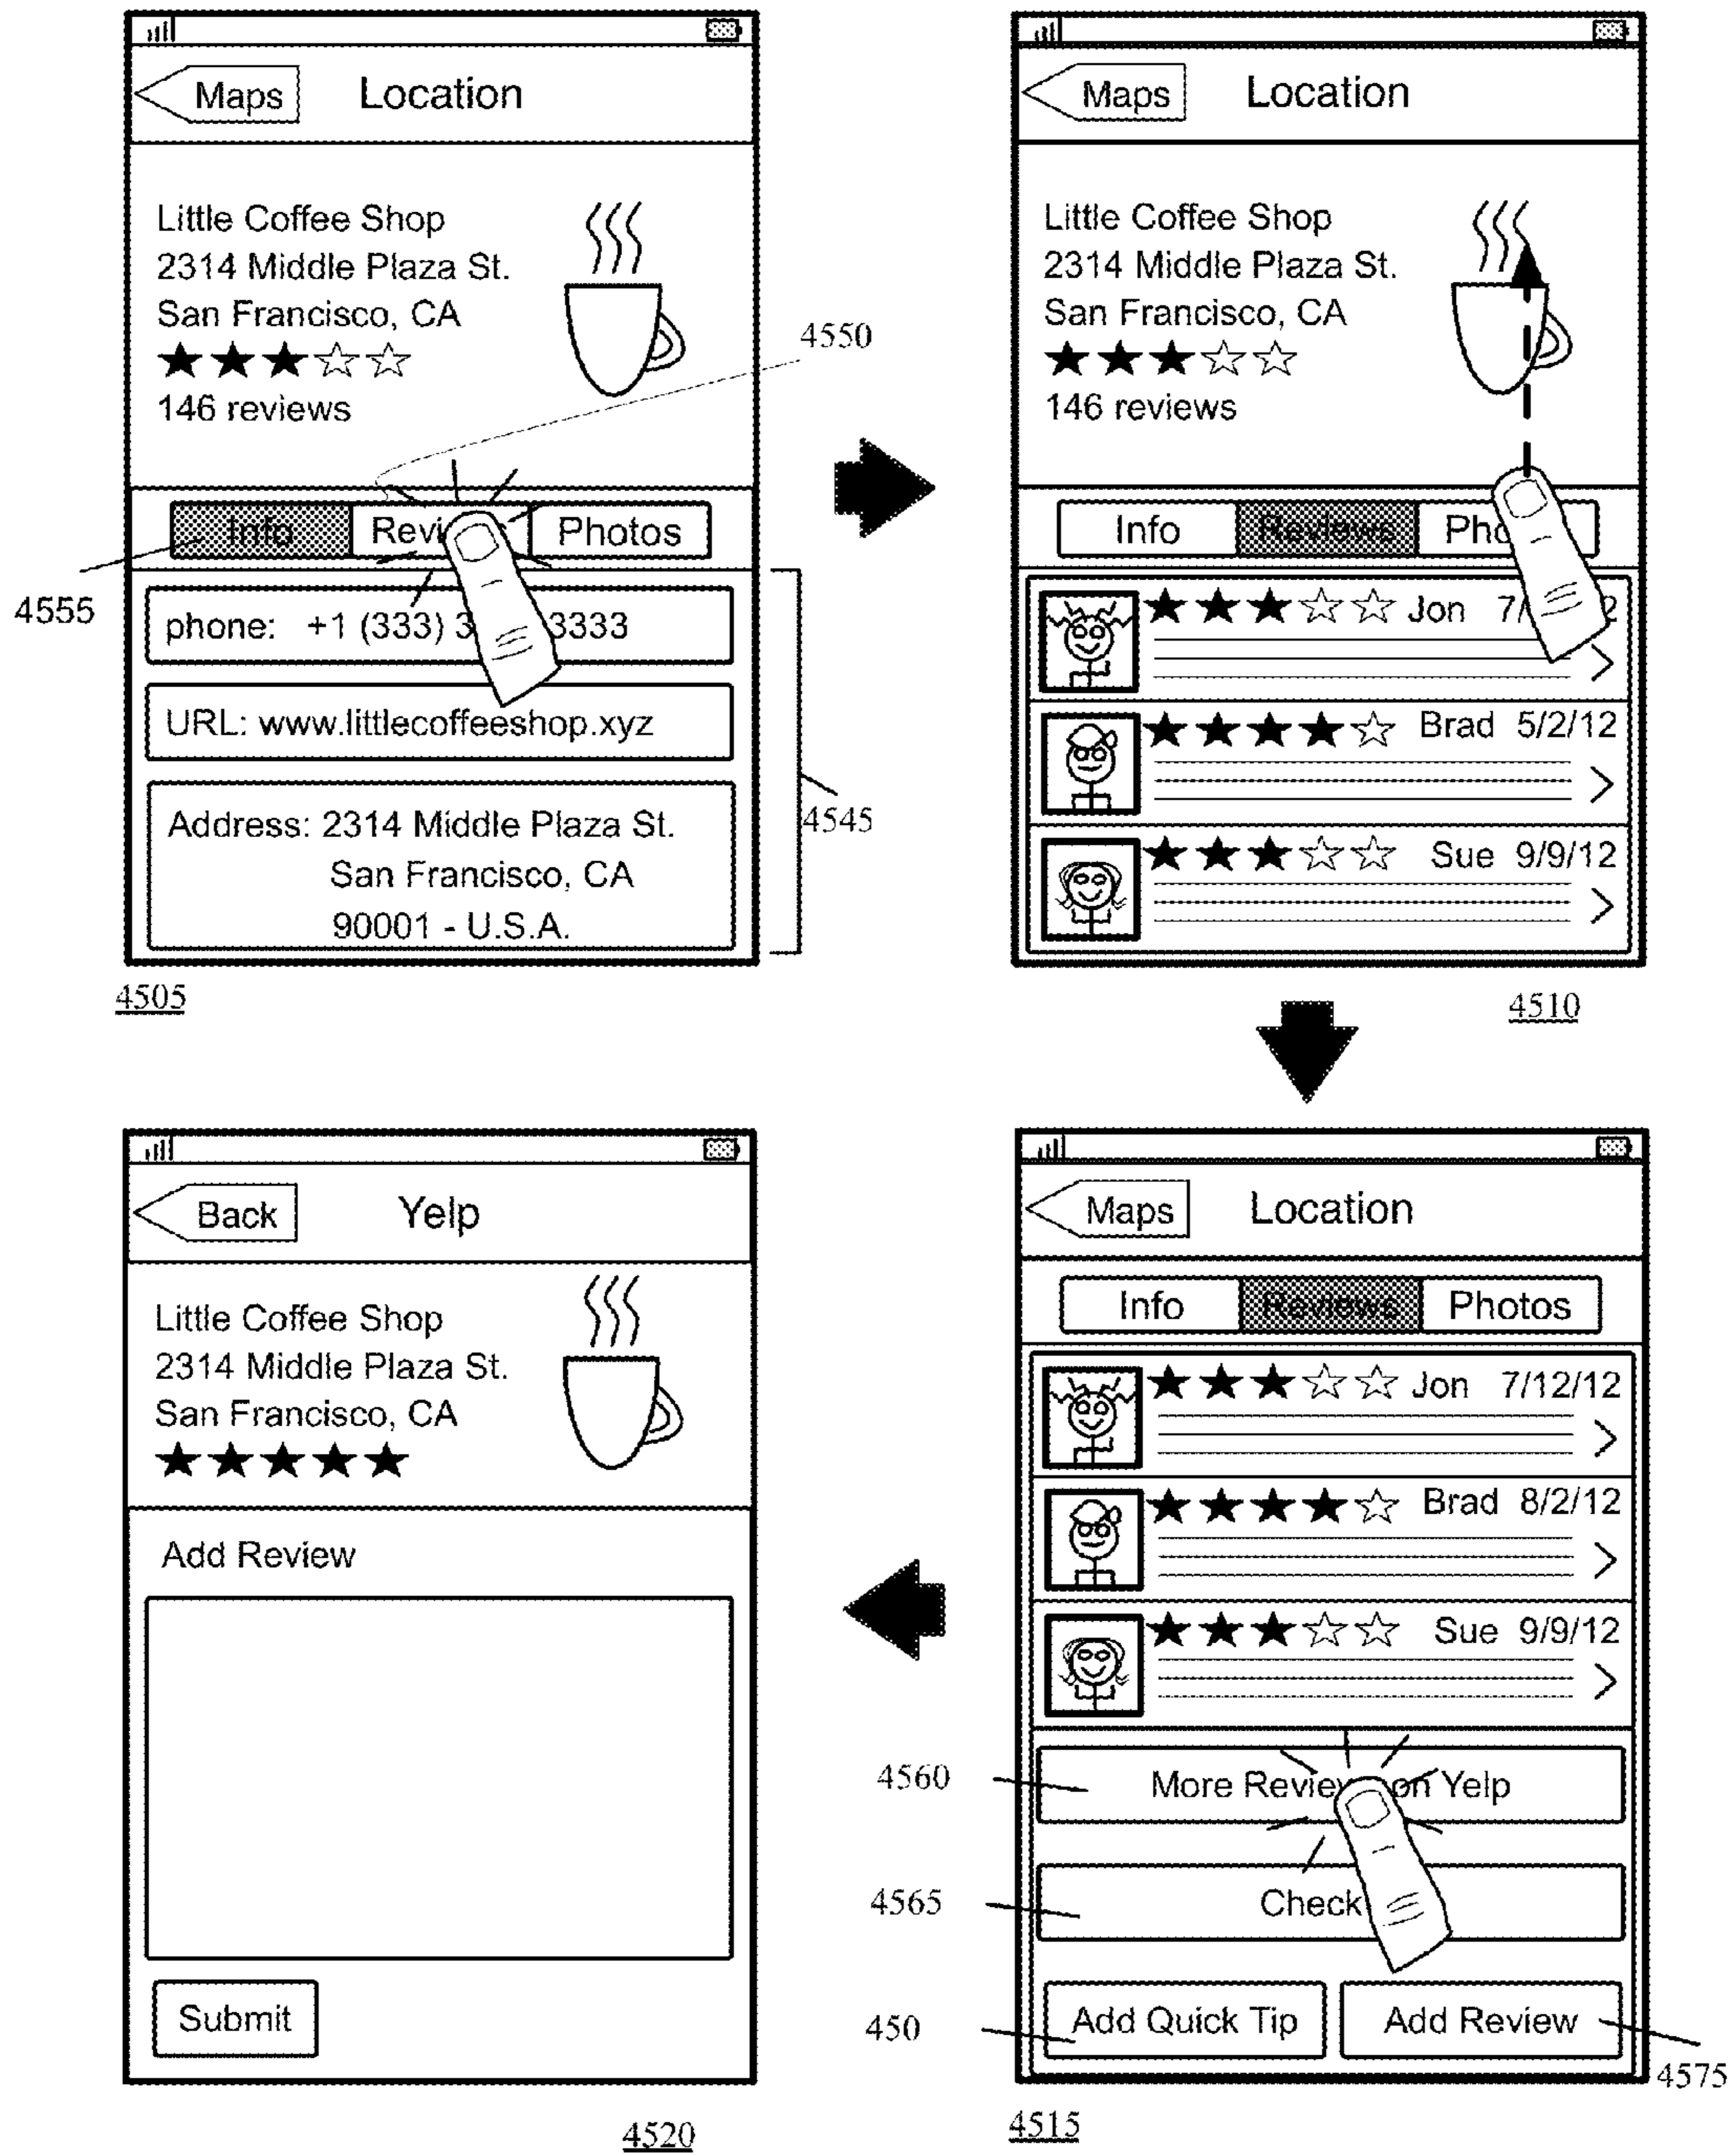 Maps Location
Little Coffee Shop
2314 Middle Plaza St.
San Francisco, CA
146 reviews
4550
Info Photos
4555
phone: +1 (333) 3 3333
URL: www.littlecoffeeshop.xyz
Address: 2314 Middle Plaza St.
San Francisco, CA
90001 - U.S.A.
4545
4505
Maps Location
Little Coffee Shop
2314 Middle Plaza St.
San Francisco, CA
146 reviews
Info Reviews
Jon
Brad 5/2/12
Sue 9/9/12
4510
Maps Location
Info Reviews Photos
Jon 7/12/12
Brad 8/2/12
Sue 9/9/12
4560
More on Yelp
4565
Check
450
Add Quick Tip Add Review
4575
4515
Back Yelp
Little Coffee Shop
2314 Middle Plaza St.
San Francisco, CA
Add Review
Submit
4520